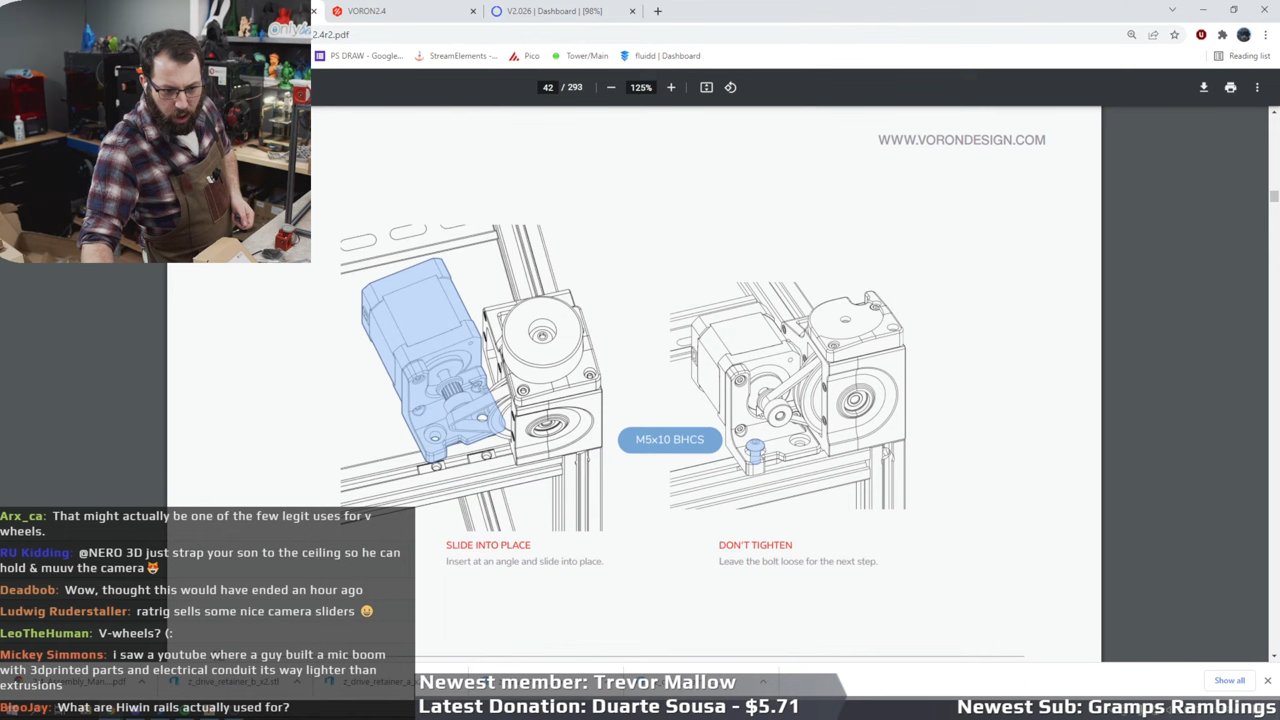 VORON2.4
V2.026 | Dashboard | [98%]
2.4r2.pdf
PS DRAW - Google...
StreamElements -...
Pico
Tower/Main
fluidd | Dashboard
Reading list
42 / 293
125%
WWW.VORONDESIGN.COM
M5x10 BHCS
SLIDE INTO PLACE
Insert at an angle and slide into place.
DON'T TIGHTEN
Leave the bolt loose for the next step.
Arx_ca: That might actually be one of the few legit uses for v
wheels.
RU Kidding: @NERO 3D just strap your son to the ceiling so he can
hold & muuv the camera
Deadbob: Wow, thought this would have ended an hour ago
Ludwig Ruderstaller: ratrig sells some nice camera sliders
LeoTheHuman: V-wheels? (:
Mickey Simmons: i saw a youtube where a guy built a mic boom
with 3dprinted parts and electrical conduit its way lighter than
extrusions
What are Hiwin rails actually used for?
z_drive_retainer_b_x2.stl
Show all
Newest member: Trevor Mallow
Latest Donation: Duarte Sousa - $5.71
Newest Sub: Gramps Ramblings